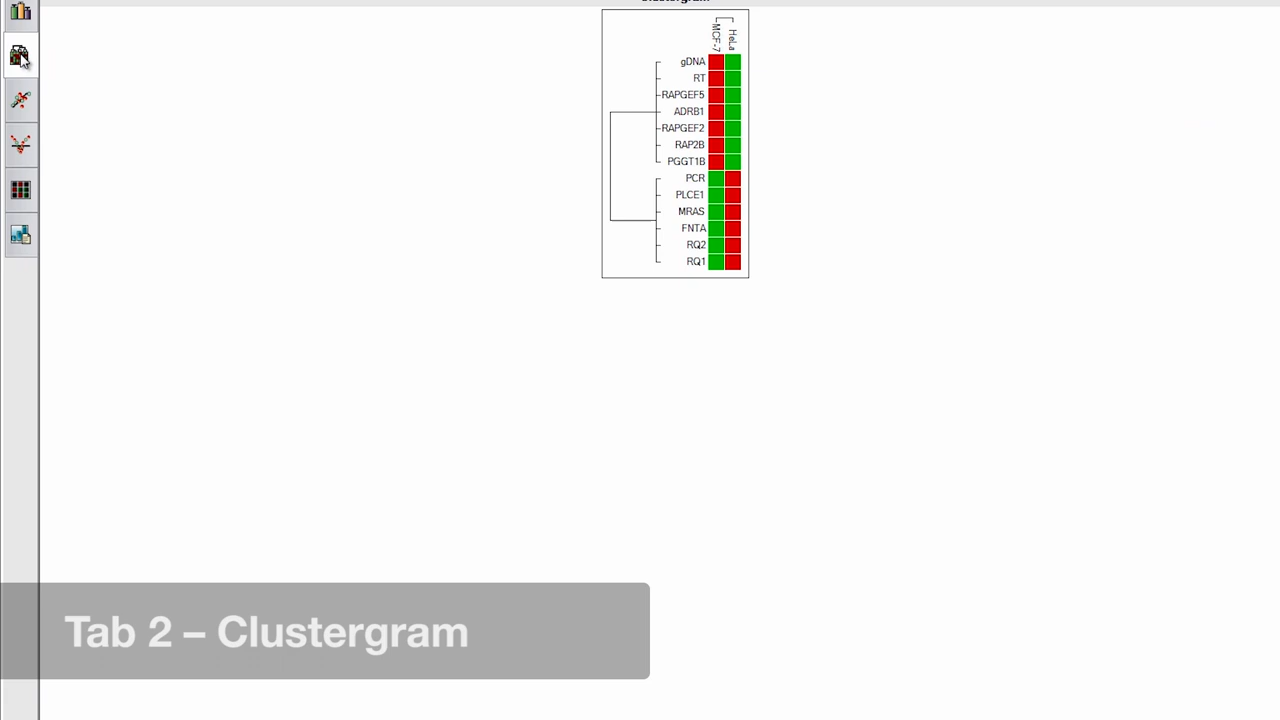 MCF-7
HeLa
gDNA
RT
RAPGEF5
ADRB1
RAPGEF2
RAP2B
PGGT1B
PCR
PLCE1
MRAS
FNTA
RQ2
RQ1
Tab 2 – Clustergram